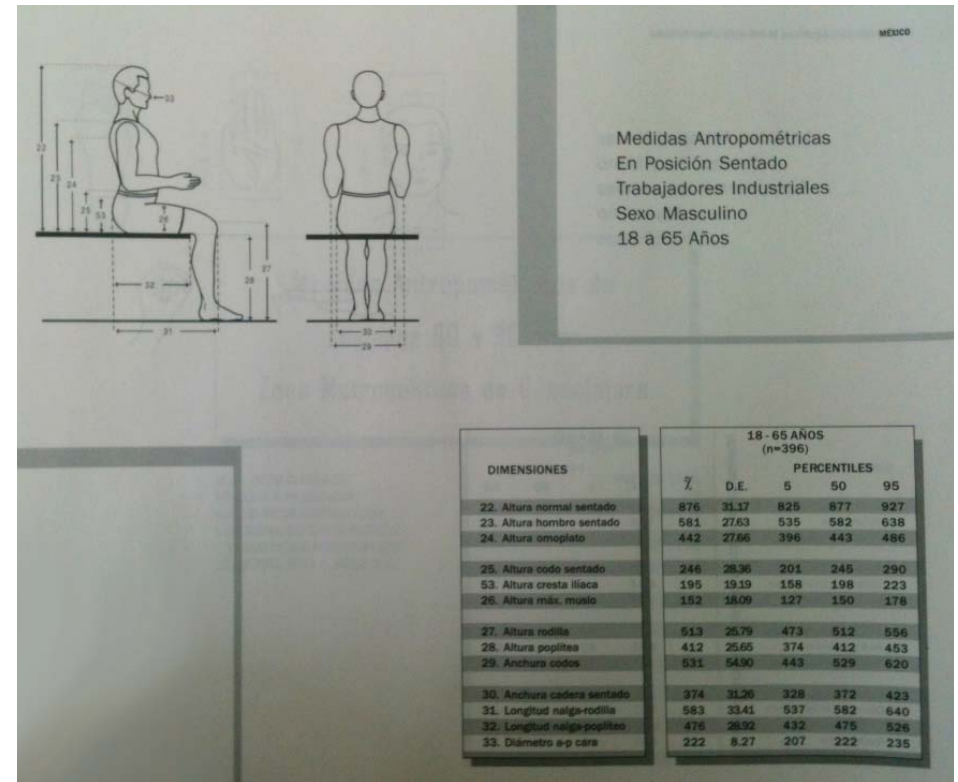 MÉXICO
Medidas Antropométricas
En Posición Sentado
Trabajadores Industriales
Sexo Masculino
18 a 65 Años
22
23
24
25
53
26
33
27
28
32
31
30
29
DIMENSIONES
18 - 65 AÑOS
(n=396)
PERCENTILES
X̄ D.E. 5 50 95
22. Altura normal sentado 876 31.17 825 877 927
23. Altura hombro sentado 581 27.63 535 582 638
24. Altura omoplato 442 27.66 396 443 486
25. Altura codo sentado 246 28.36 201 245 290
53. Altura cresta iliaca 195 19.19 158 198 223
26. Altura máx. muslo 152 18.09 127 150 178
27. Altura rodilla 513 25.79 473 512 556
28. Altura poplítea 412 25.65 374 412 453
29. Anchura codos 531 54.90 443 529 620
30. Anchura cadera sentado 374 31.26 328 372 423
31. Longitud nalga-rodilla 583 33.41 537 582 640
32. Longitud nalga-popliteo 476 28.92 432 475 526
33. Diámetro a-p cara 222 8.27 207 222 235